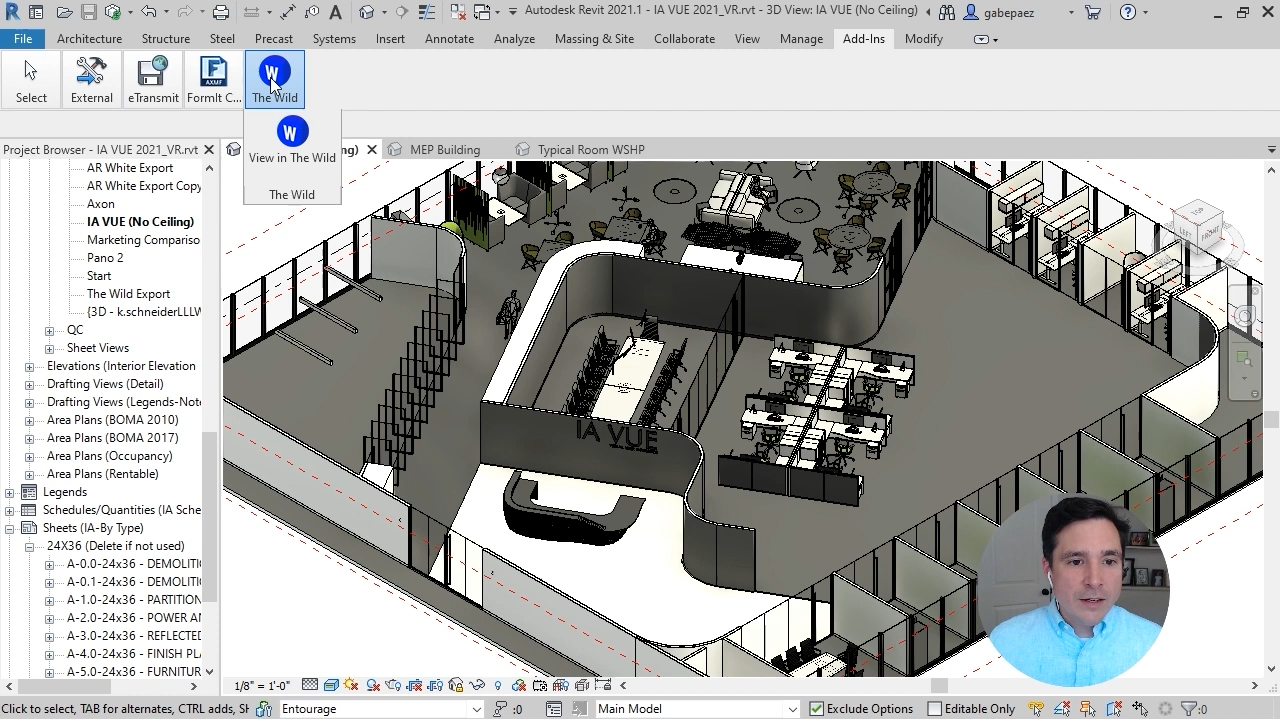 Autodesk Revit 2021.1 - IA VUE 2021_VR.rvt - 3D View: IA VUE (No Ceiling)
gabepaez
File
Architecture
Structure
Steel
Precast
Systems
Insert
Annotate
Analyze
Massing & Site
Collaborate
View
Manage
Add-Ins
Modify
Select
External
eTransmit
FormIt C...
The Wild
View in The Wild
The Wild
Project Browser - IA VUE 2021_VR.rvt
ng)
MEP Building
Typical Room WSHP
AR White Export
AR White Export Copy
Axon
IA VUE (No Ceiling)
Marketing Compariso
Pano 2
Start
The Wild Export
{3D - k.schneiderLLLW
QC
Sheet Views
Elevations (Interior Elevation
Drafting Views (Detail)
Drafting Views (Legends-Not
Area Plans (BOMA 2010)
Area Plans (BOMA 2017)
Area Plans (Occupancy)
Area Plans (Rentable)
Legends
Schedules/Quantities (IA Sche
Sheets (IA-By Type)
24X36 (Delete if not used)
A-0.0-24x36 - DEMOLITI
A-0.1-24x36 - DEMOLITI
A-1.0-24x36 - PARTITION
A-2.0-24x36 - POWER AN
A-3.0-24x36 - REFLECTED
A-4.0-24x36 - FINISH PL
A-5.0-24x36 - FURNITUR
IA VUE
TOP
LEFT
FRONT
1/8" = 1'-0"
Click to select, TAB for alternates, CTRL adds, SH
Entourage
:0
Main Model
Exclude Options
Editable Only
:0